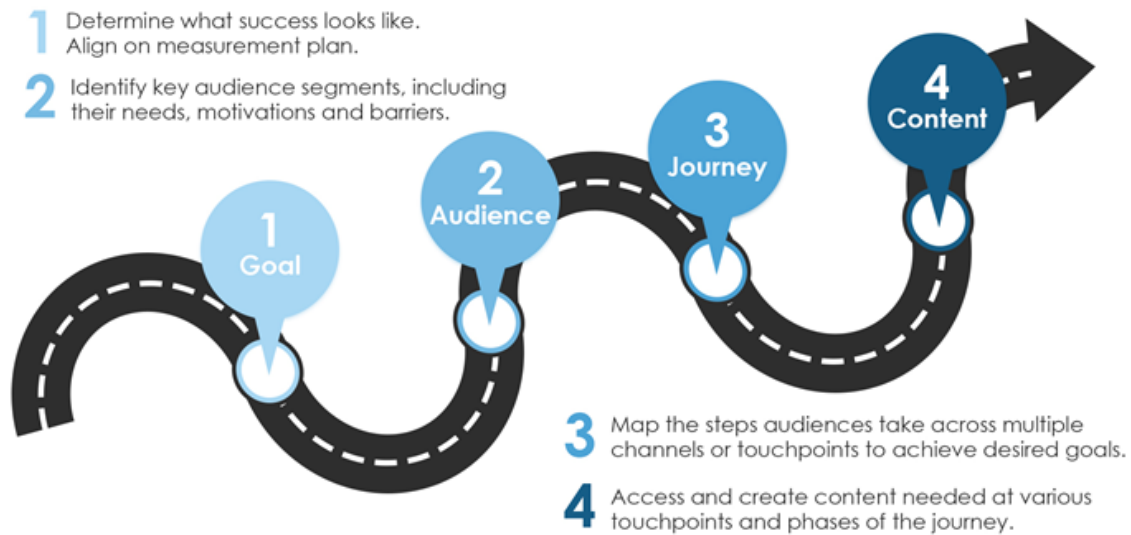 1 Determine what success looks like.
Align on measurement plan.
2 Identify key audience segments, including
their needs, motivations and barriers.
1
Goal
2
Audience
3
Journey
4
Content
3 Map the steps audiences take across multiple
channels or touchpoints to achieve desired goals.
4 Access and create content needed at various
touchpoints and phases of the journey.